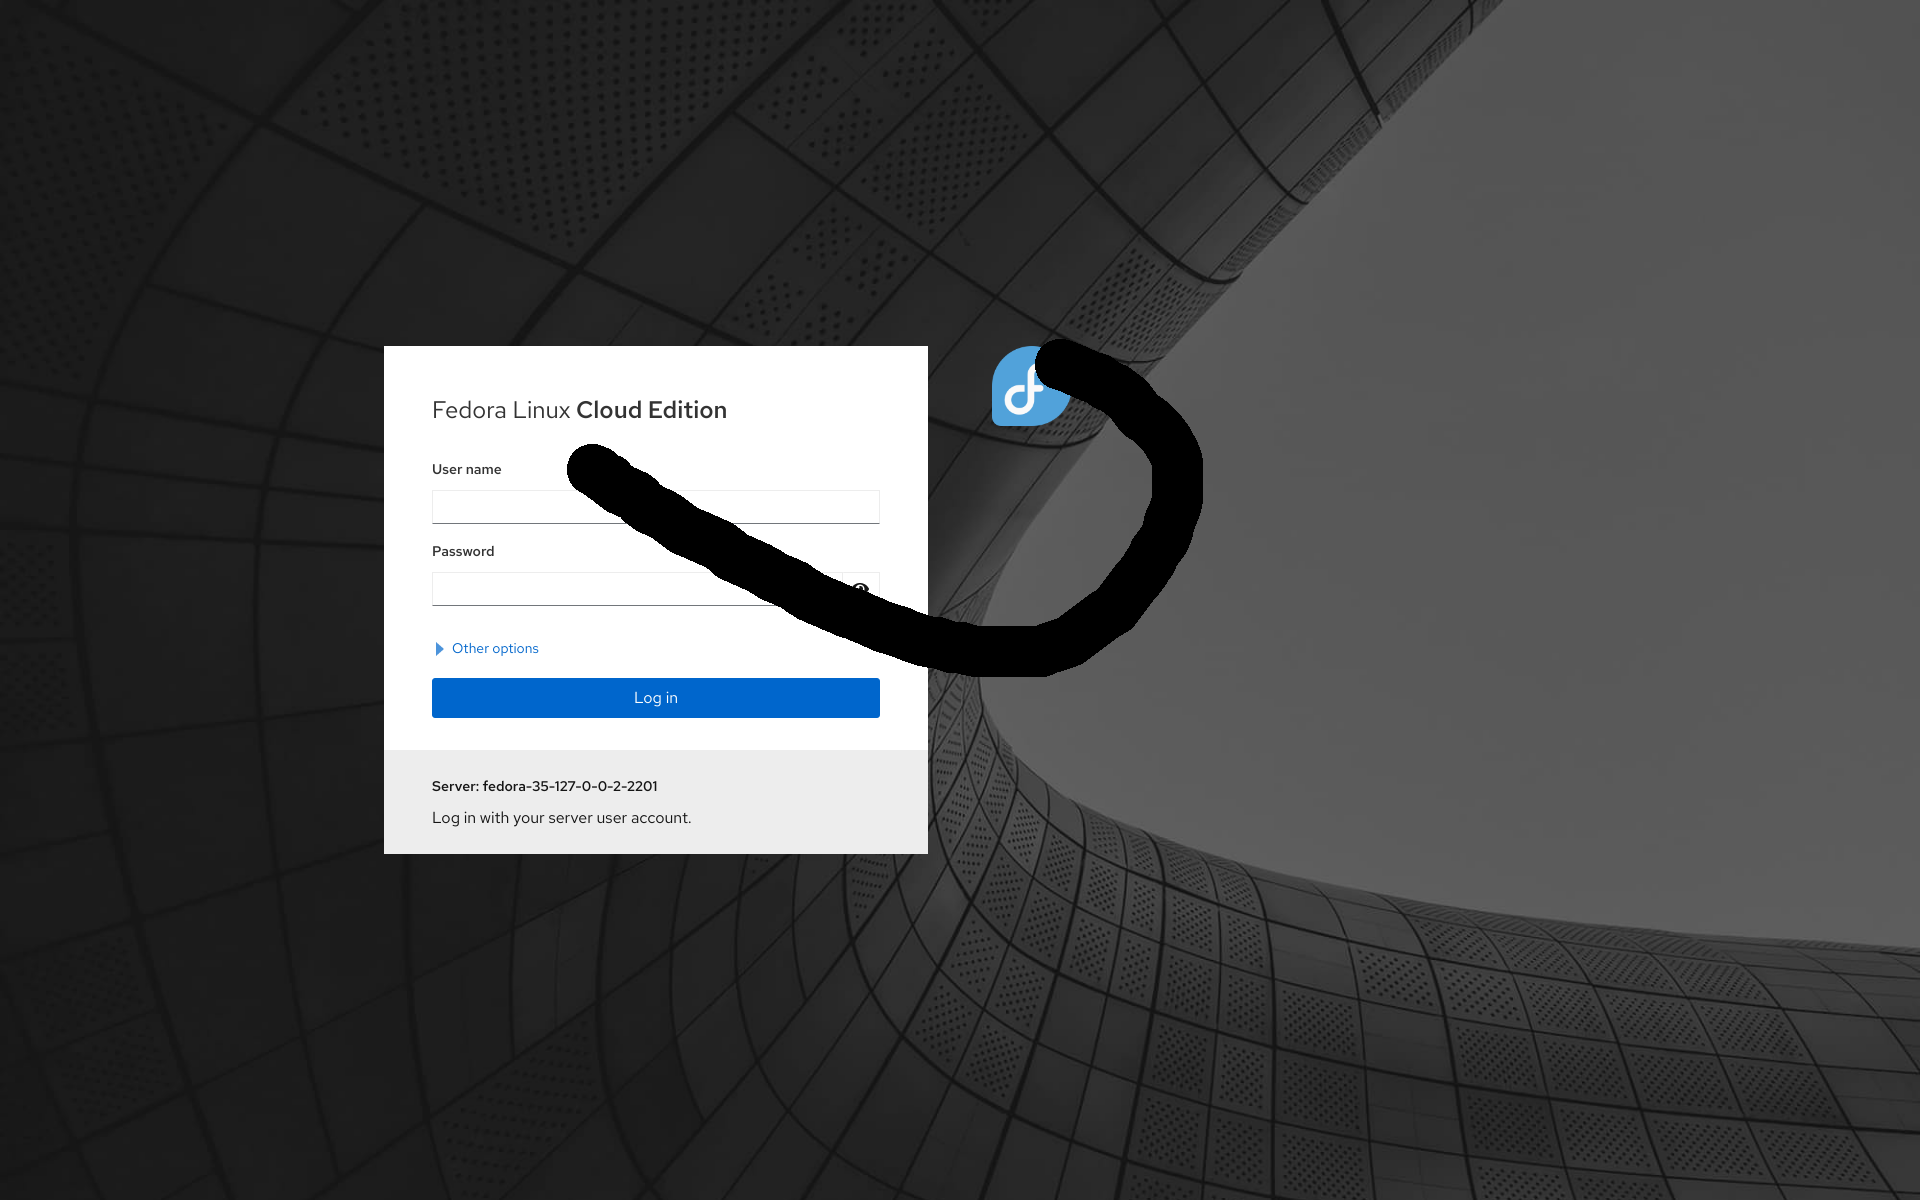 Fedora Linux Cloud Edition
User name
Password
Other options
Log in
Server: fedora-35-127-0-0-2-2201
Log in with your server user account.